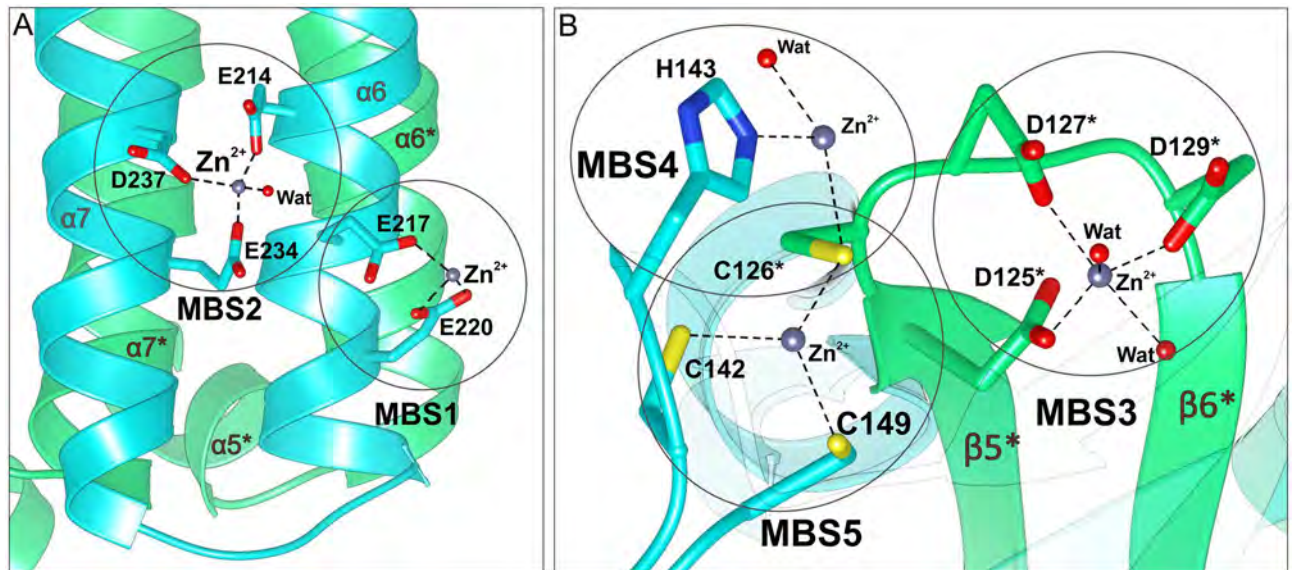 A
E214
α6
α6*
Zn²⁺
D237
Wat
α7
E217
E234
Zn²⁺
MBS2
E220
α7*
MBS1
α5*
B
Wat
H143
Zn²⁺
D127*
D129*
MBS4
Wat
C126*
D125*
Zn²⁺
Zn²⁺
C142
Wat
MBS3
C149
β5*
β6*
MBS5